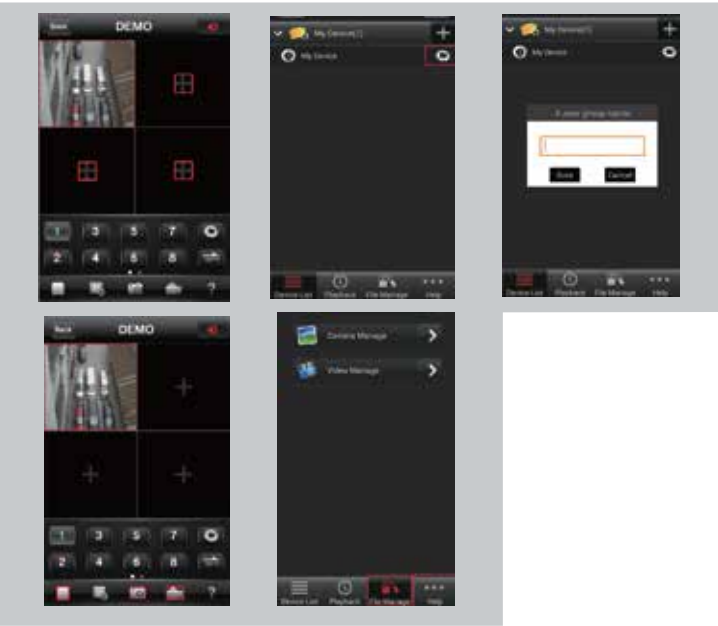 Back DEMO
1 3 5 7
2 4 6 8
?
My Device(1)
My Device
Device List Playback File Manage Help
My Device(1)
My Device
Save Cancel
Device List Playback File Manage Help
Back DEMO
1 3 5 7
2 4 6 8
?
Camera Manage
Video Manage
Device List Playback File Manage Help